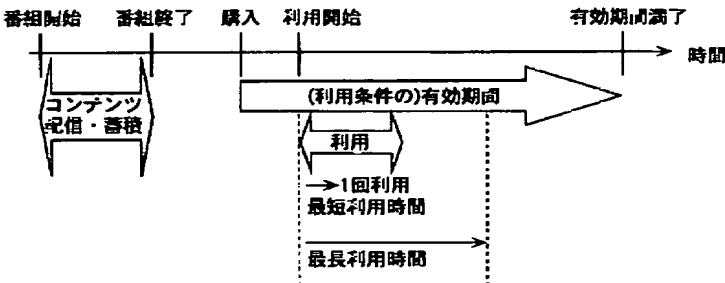 番組開始 番組終了 購入 利用開始 有効期間満了
時間
(利用条件の)有効期間
コンテンツ
配信・蓄積
利用
1回利用
最短利用時間
最長利用時間